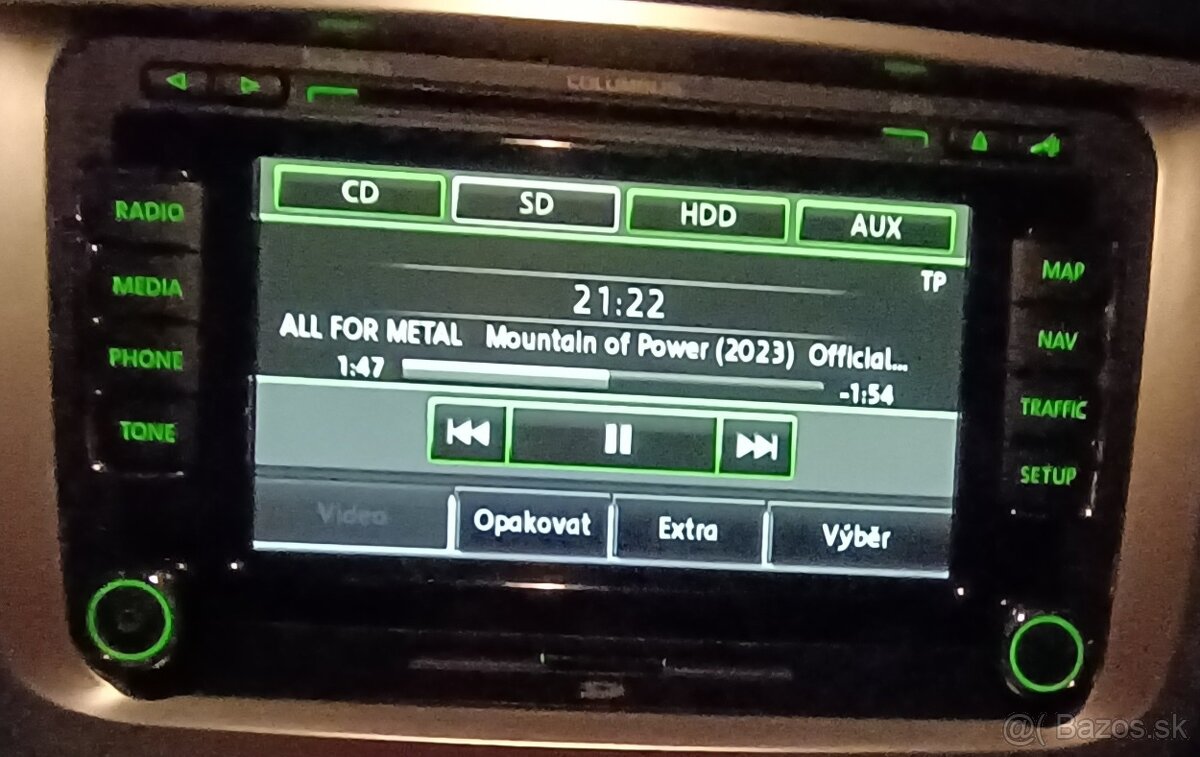 COLUMBUS
CD SD HDD AUX
RADIO
MEDIA
PHONE
TONE
TP
21:22
ALL FOR METAL Mountain of Power (2023) Official...
1:47 -1:54
Video Opakovat Extra Výběr
MAP
NAV
TRAFFIC
SETUP
@( Bazos.sk